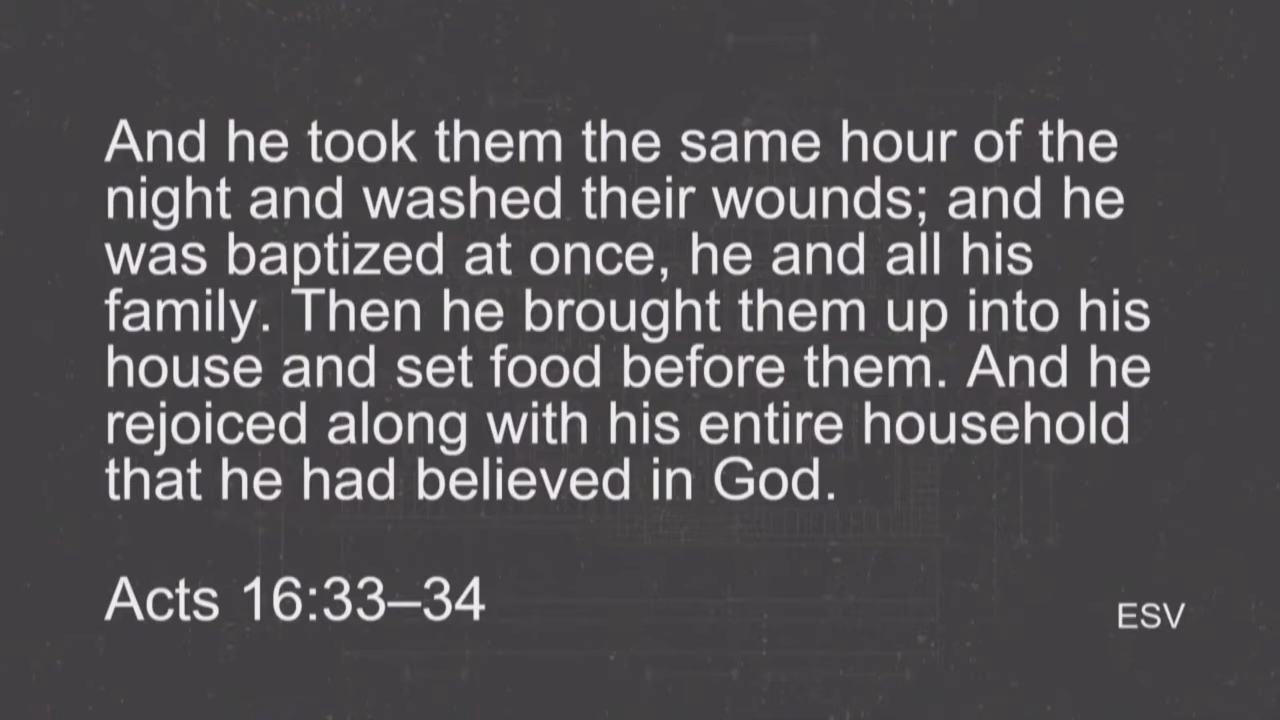 And he took them the same hour of the
night and washed their wounds; and he
was baptized at once, he and all his
family. Then he brought them up into his
house and set food before them. And he
rejoiced along with his entire household
that he had believed in God.
Acts 16:33–34
ESV